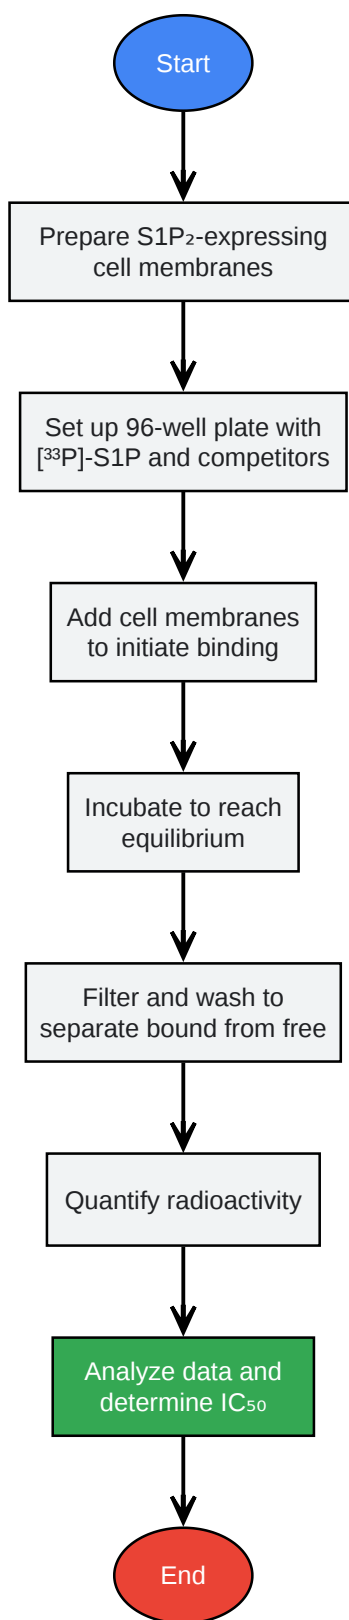 Start
Prepare S1P₂-expressing
cell membranes
Set up 96-well plate with
[³³P]-S1P and competitors
Add cell membranes
to initiate binding
Incubate to reach
equilibrium
Filter and wash to
separate bound from free
Quantify radioactivity
Analyze data and
determine IC₅₀
End